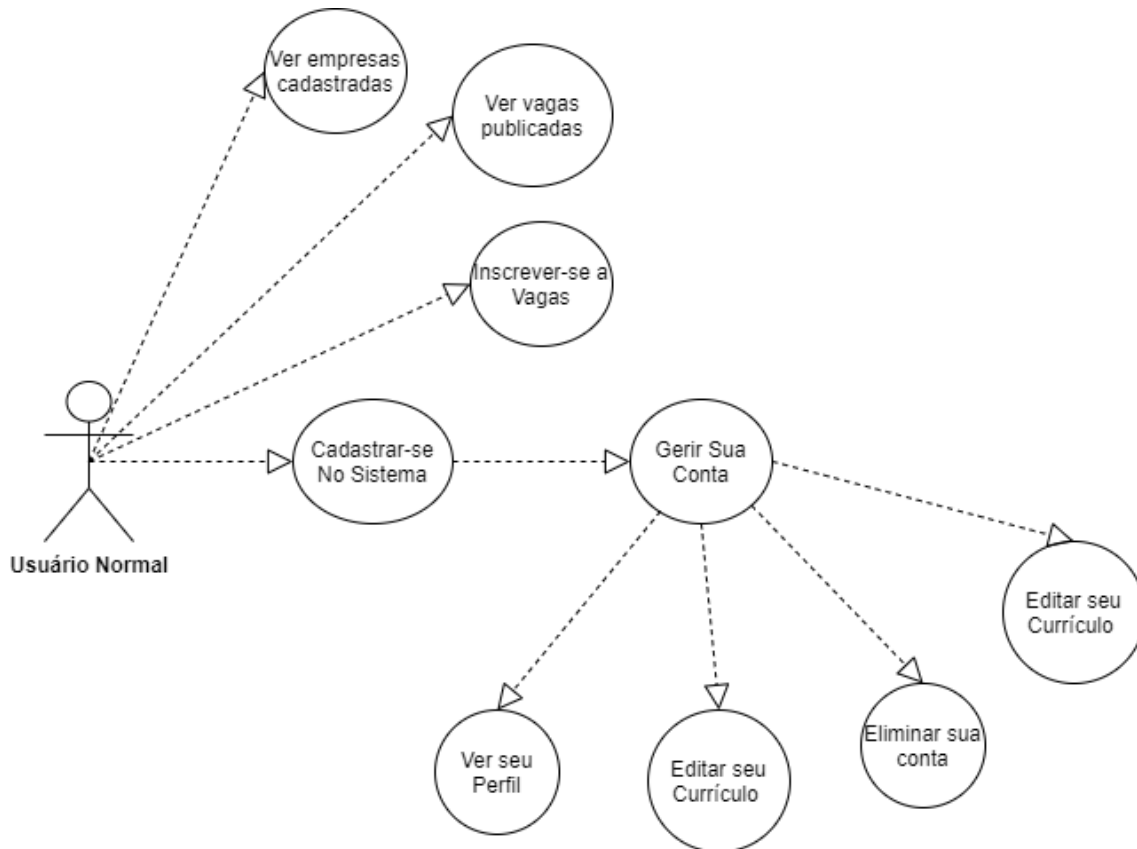 Ver empresas
cadastradas
Ver vagas
publicadas
Inscrever-se a
Vagas
Cadastrar-se
No Sistema
Gerir Sua
Conta
Usuário Normal
Editar seu
Currículo
Ver seu
Perfil
Editar seu
Currículo
Eliminar sua
conta